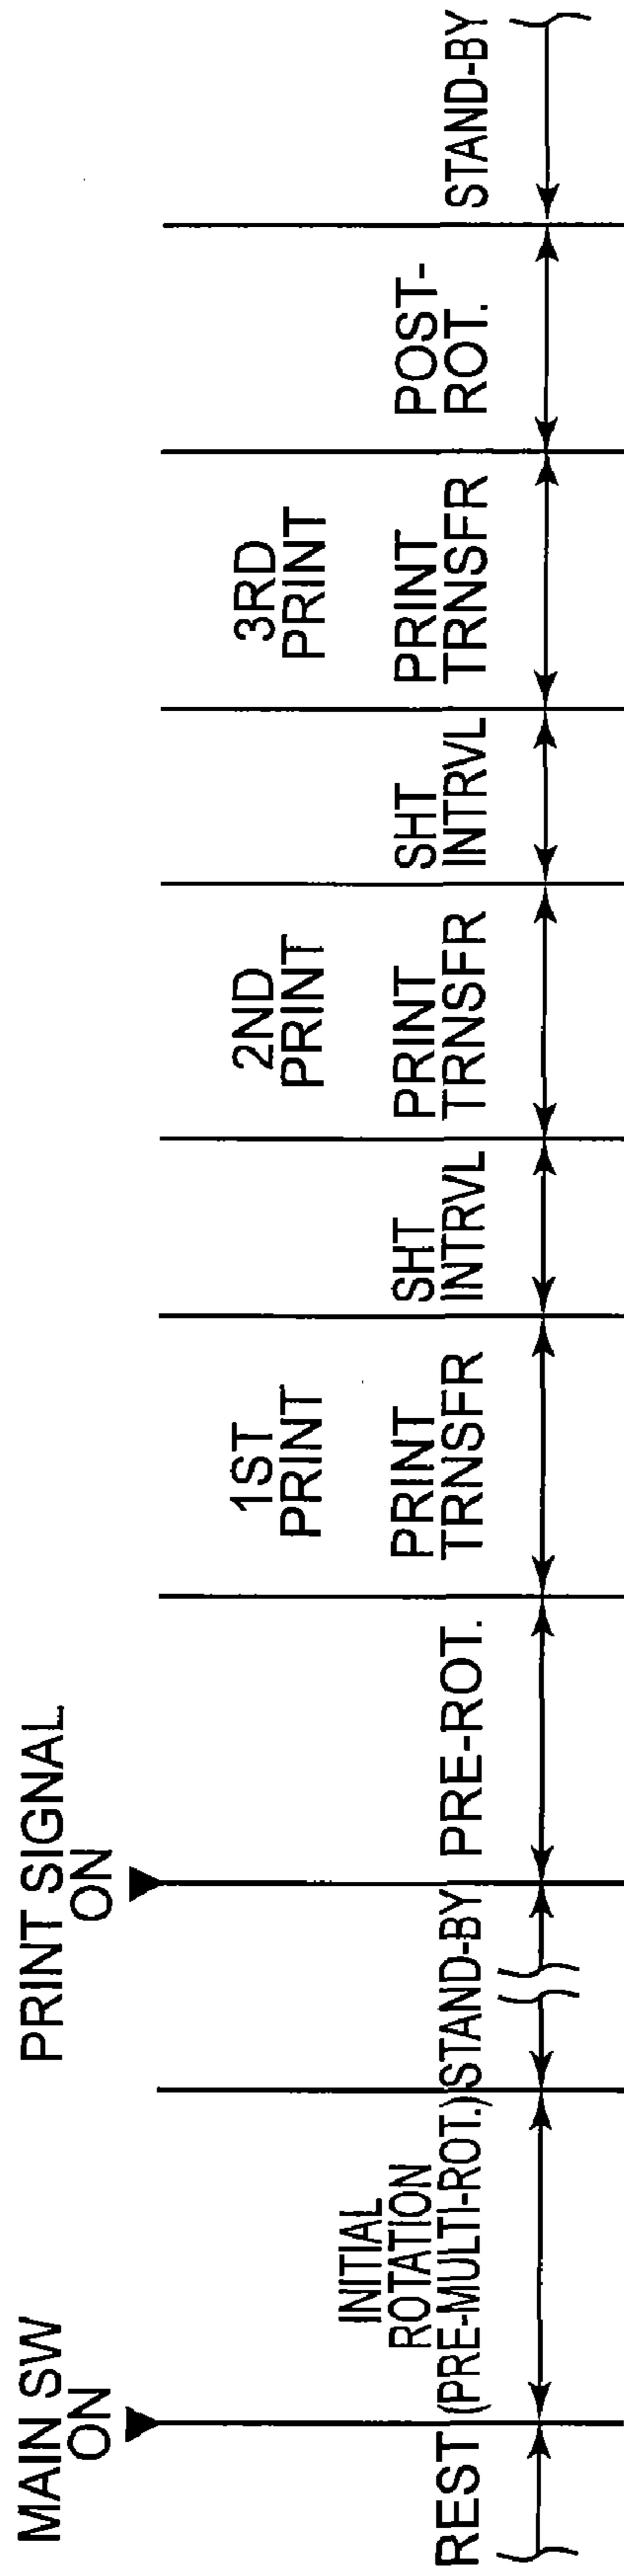 MAIN SW
ON
REST
INITIAL
ROTATION
(PRE-MULTI-ROT.)
STAND-BY
PRINT SIGNAL
ON
PRE-ROT.
1ST
PRINT
PRINT
TRNSFR
SHT
INTRVL
2ND
PRINT
PRINT
TRNSFR
SHT
INTRVL
3RD
PRINT
PRINT
TRNSFR
POST-
ROT.
STAND-BY